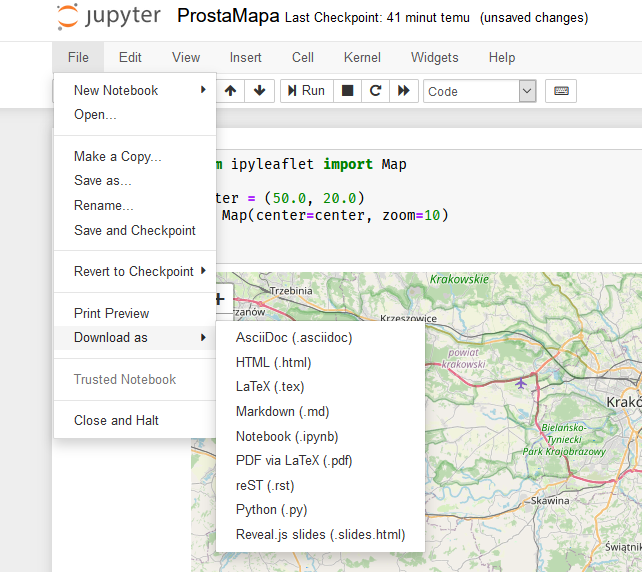 jupyter ProstaMapa Last Checkpoint: 41 minut temu (unsaved changes)
File Edit View Insert Cell Kernel Widgets Help
New Notebook
Open...
Make a Copy...
Save as...
Rename...
Save and Checkpoint
Revert to Checkpoint
Print Preview
Download as
Trusted Notebook
Close and Halt
AsciiDoc (.asciidoc)
HTML (.html)
LaTeX (.tex)
Markdown (.md)
Notebook (.ipynb)
PDF via LaTeX (.pdf)
reST (.rst)
Python (.py)
Reveal.js slides (.slides.html)
Run Code
m ipyleaflet import Map
ter = (50.0, 20.0)
Map(center=center, zoom=10)
+
Krakowskie
Trzebinia
rzanów
Krzeszowice
powiat
krakowski
Krakó
Bielańsko-
Tyniecki
Park Krajobrazowy
Skawina
Świątnik